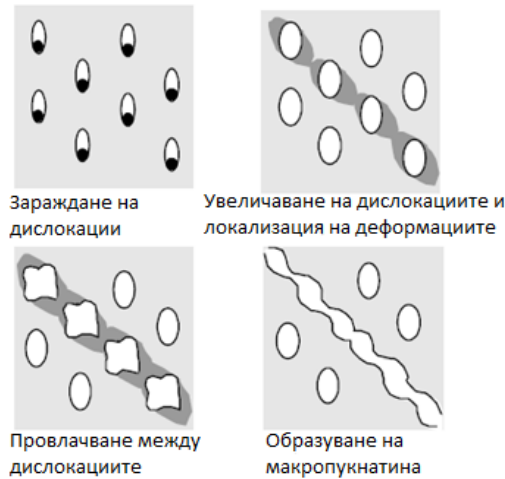 Зараждане на
дислокации
Увеличаване на дислокациите и
локализация на деформациите
Провлачване между
дислокациите
Образуване на
макропукнатина